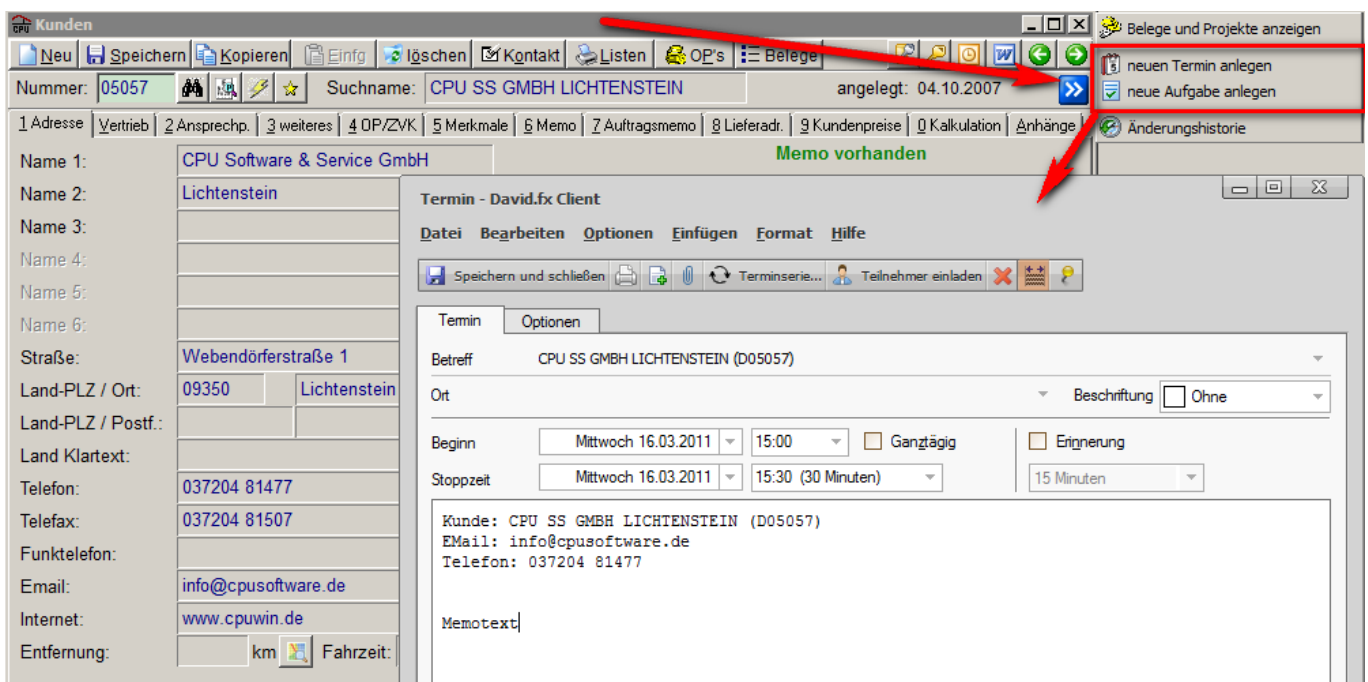 CPU Kunden
Neu Speichern Kopieren Einfg löschen Kontakt Listen OP's Belege
Nummer: 05057 Suchname: CPU SS GMBH LICHTENSTEIN angelegt: 04.10.2007
1 Adresse Vertrieb 2 Ansprechp. 3 weiteres 4 OP/ZVK 5 Merkmale 6 Memo 7 Auftragsmemo 8 Lieferadr. 9 Kundenpreise 0 Kalkulation Anhänge
Belege und Projekte anzeigen
neuen Termin anlegen
neue Aufgabe anlegen
Änderungshistorie
Name 1: CPU Software & Service GmbH
Memo vorhanden
Name 2: Lichtenstein
Name 3:
Name 4:
Name 5:
Name 6:
Straße: Webendörferstraße 1
Land-PLZ / Ort: 09350 Lichtenstein
Land-PLZ / Postf.:
Land Klartext:
Telefon: 037204 81477
Telefax: 037204 81507
Funktelefon:
Email: info@cpusoftware.de
Internet: www.cpuwin.de
Entfernung: km Fahrzeit:
Termin - David.fx Client
Datei Bearbeiten Optionen Einfügen Format Hilfe
Speichern und schließen Terminserie... Teilnehmer einladen
Termin Optionen
Betreff CPU SS GMBH LICHTENSTEIN (D05057)
Ort Beschriftung Ohne
Beginn Mittwoch 16.03.2011 15:00 Ganztägig Erinnerung
Stoppzeit Mittwoch 16.03.2011 15:30 (30 Minuten) 15 Minuten
Kunde: CPU SS GMBH LICHTENSTEIN (D05057)
EMail: info@cpusoftware.de
Telefon: 037204 81477
Memotext